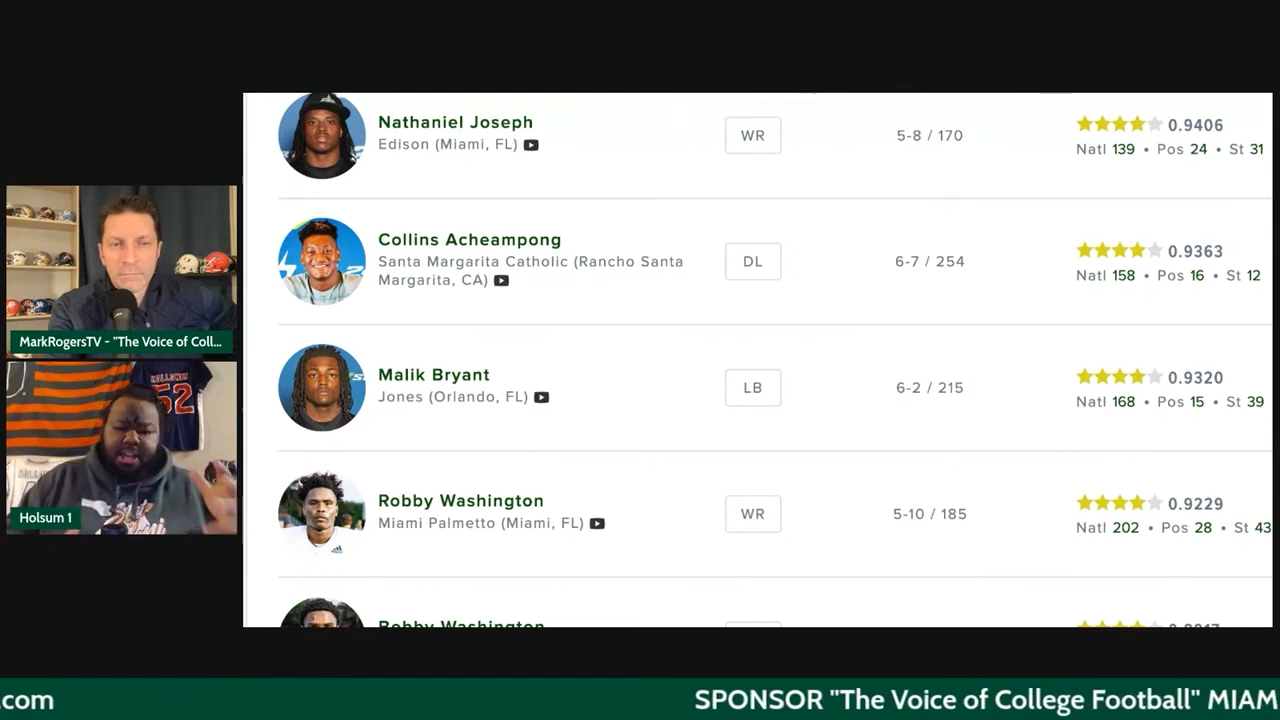 Nathaniel Joseph
Edison (Miami, FL)
WR
5-8 / 170
0.9406
Natl 139 • Pos 24 • St 31
Collins Acheampong
Santa Margarita Catholic (Rancho Santa
Margarita, CA)
DL
6-7 / 254
0.9363
Natl 158 • Pos 16 • St 12
Malik Bryant
Jones (Orlando, FL)
LB
6-2 / 215
0.9320
Natl 168 • Pos 15 • St 39
Robby Washington
Miami Palmetto (Miami, FL)
WR
5-10 / 185
0.9229
Natl 202 • Pos 28 • St 43
Robby Washington
MarkRogersTV - "The Voice of Coll...
52
Holsum 1
.com
SPONSOR "The Voice of College Football" MIAM